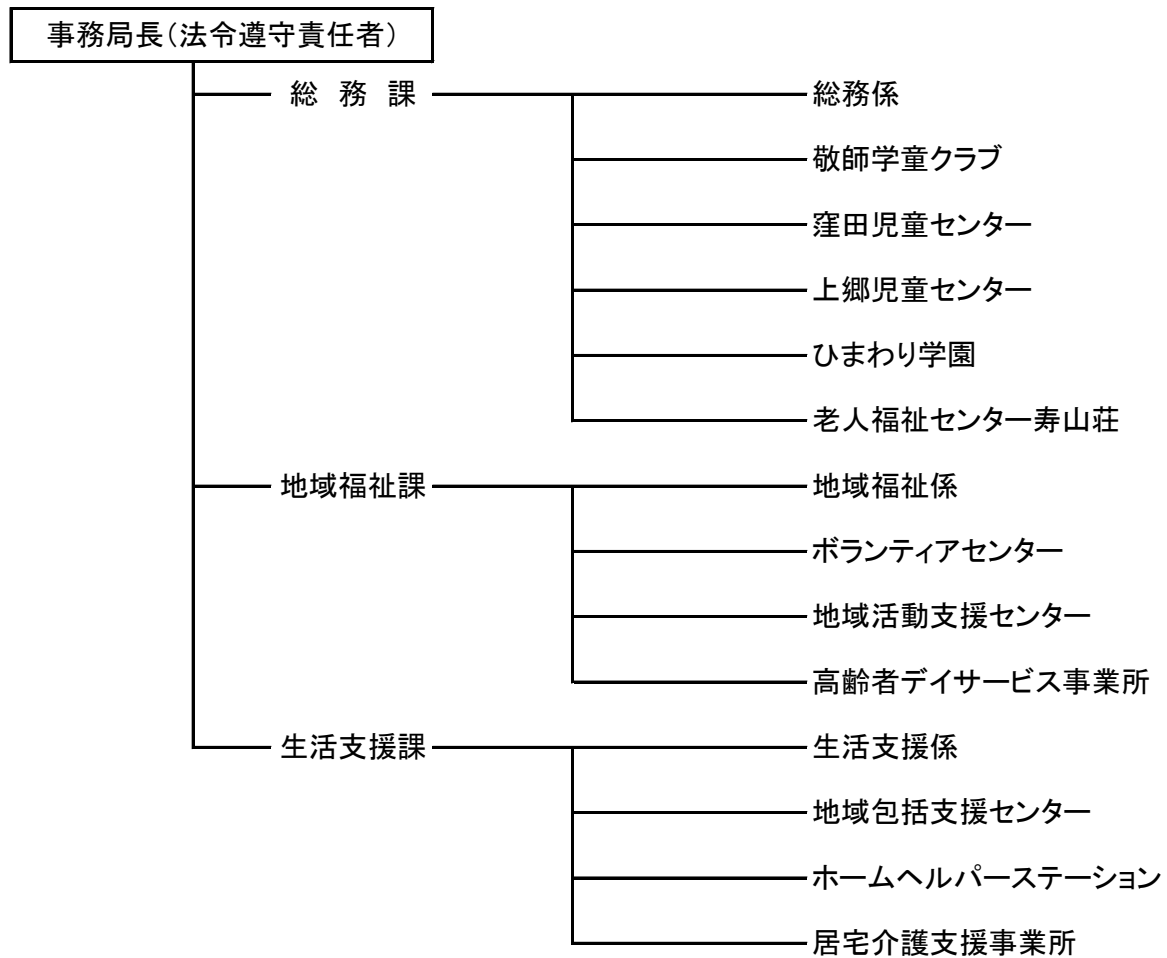 事務局長(法令遵守責任者)
総 務 課
総務係
敬師学童クラブ
窪田児童センター
上郷児童センター
ひまわり学園
老人福祉センター寿山荘
地域福祉課
地域福祉係
ボランティアセンター
地域活動支援センター
高齢者デイサービス事業所
生活支援課
生活支援係
地域包括支援センター
ホームヘルパーステーション
居宅介護支援事業所